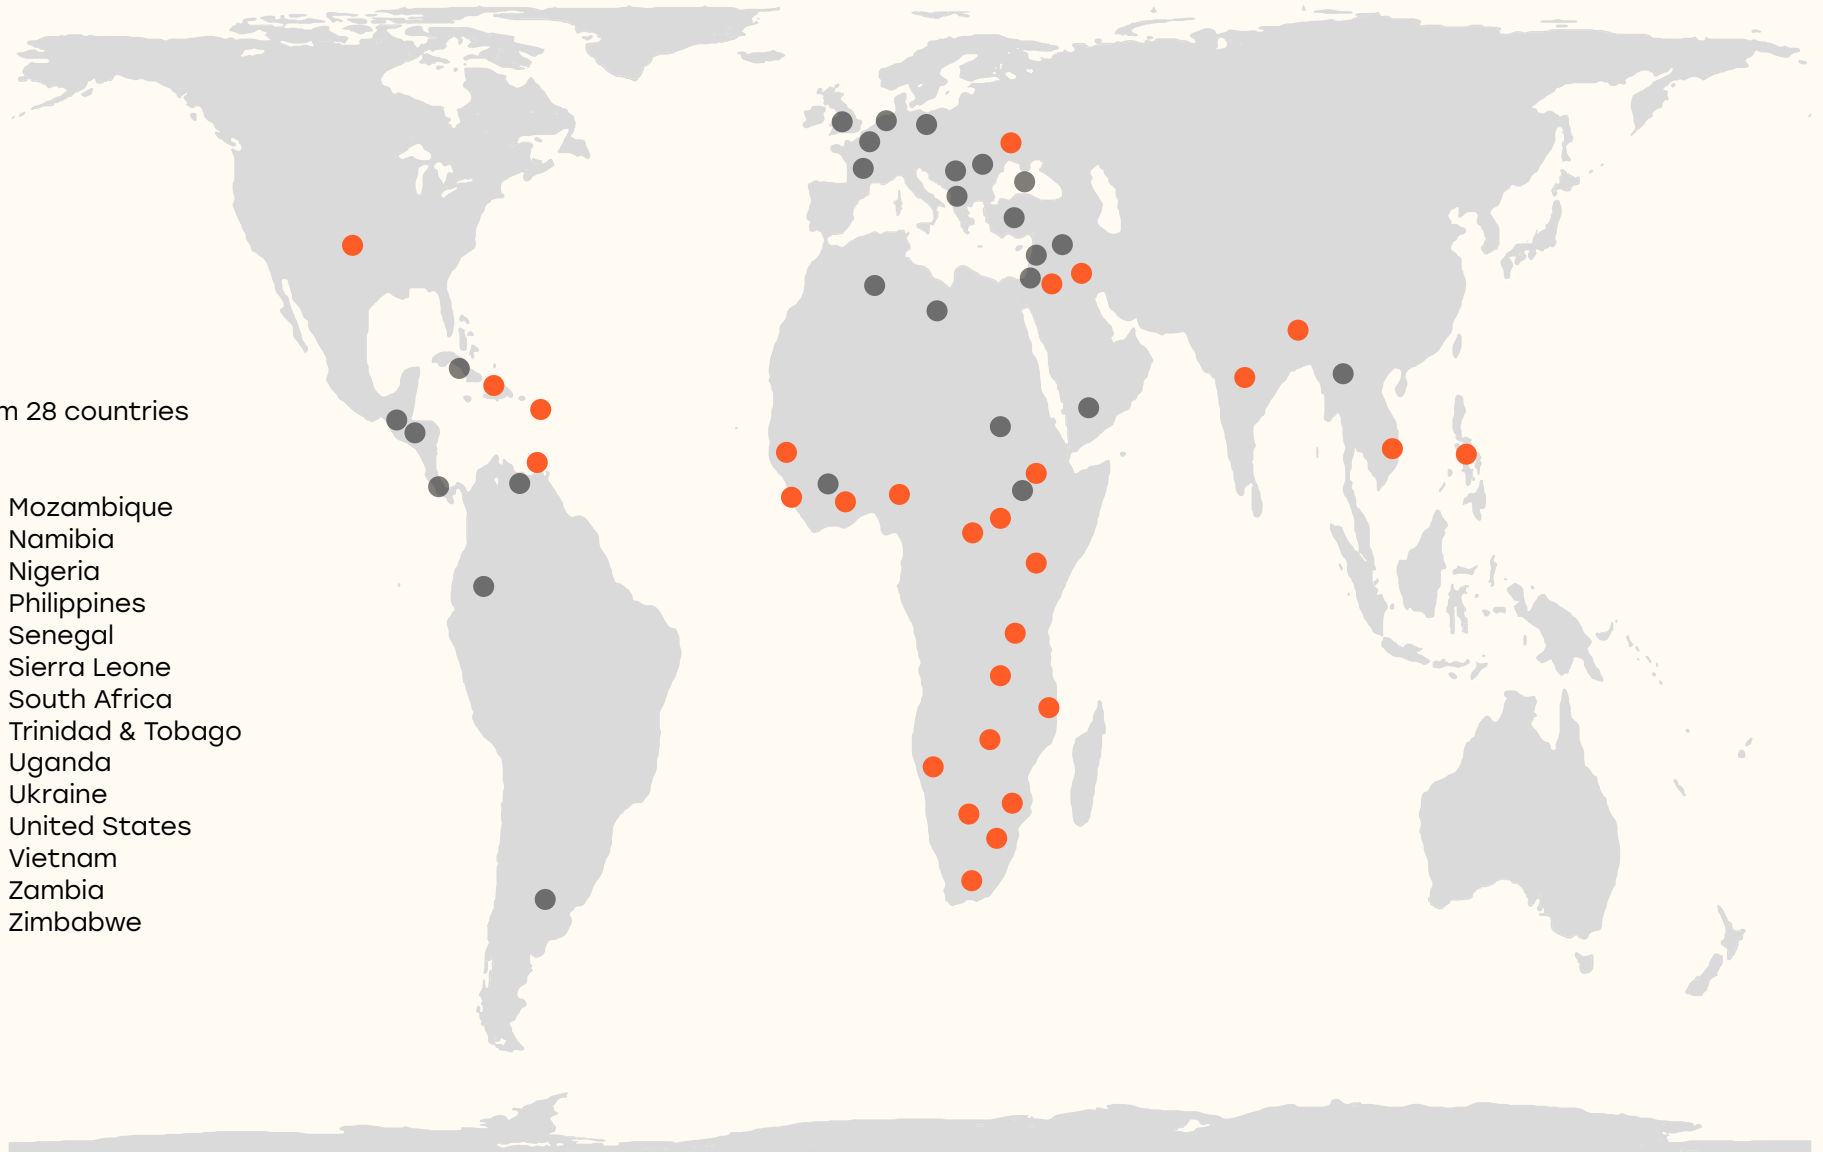 m 28 countries
Mozambique
Namibia
Nigeria
Philippines
Senegal
Sierra Leone
South Africa
Trinidad & Tobago
Uganda
Ukraine
United States
Vietnam
Zambia
Zimbabwe